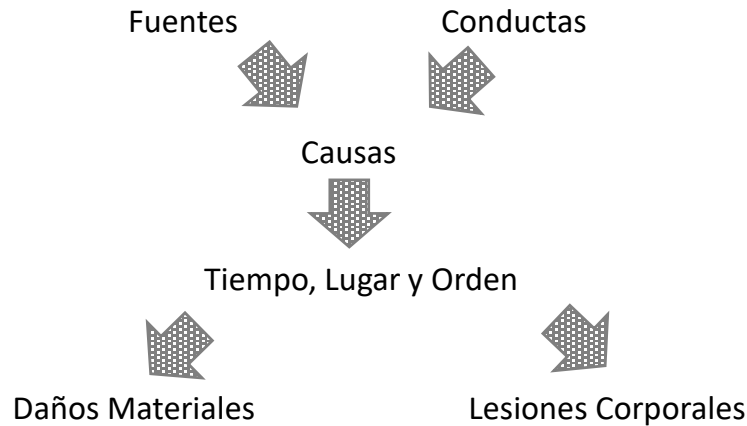 Fuentes
Conductas
Causas
Tiempo, Lugar y Orden
Daños Materiales
Lesiones Corporales